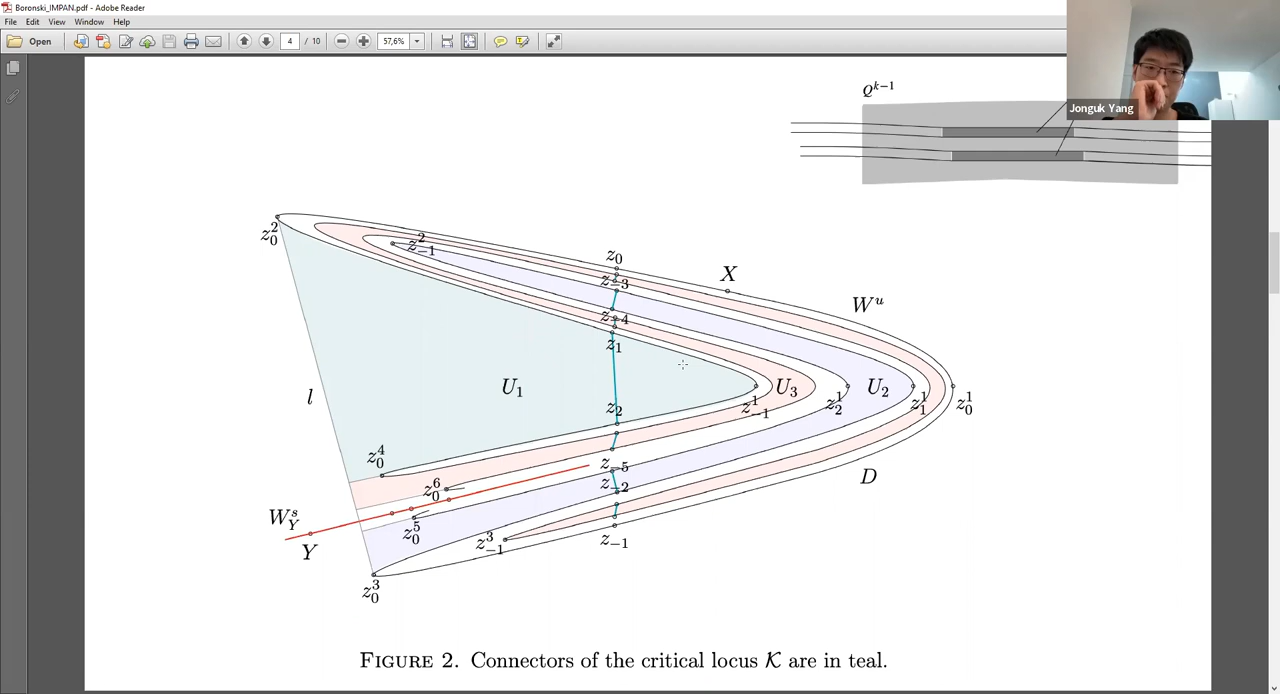 Boronski_IMPAN.pdf - Adobe Reader
File Edit View Window Help
Open 4 / 10 57,6%
Jonguk Yang
Q^{k-1}
z_0^2
z_{-1}^2
z_0
X
z_{-3}
W^u
z_{-4}
z_1
l
U_1
U_3
U_2
z_2
z_{-1}^1
z_2^1
z_1^1
z_0^1
z_0^4
z_{-5}
D
z_0^6
z_{-2}
W_Y^s
z_0^5
Y
z_{-1}^3
z_{-1}
z_0^3
FIGURE 2. Connectors of the critical locus 𝒦 are in teal.